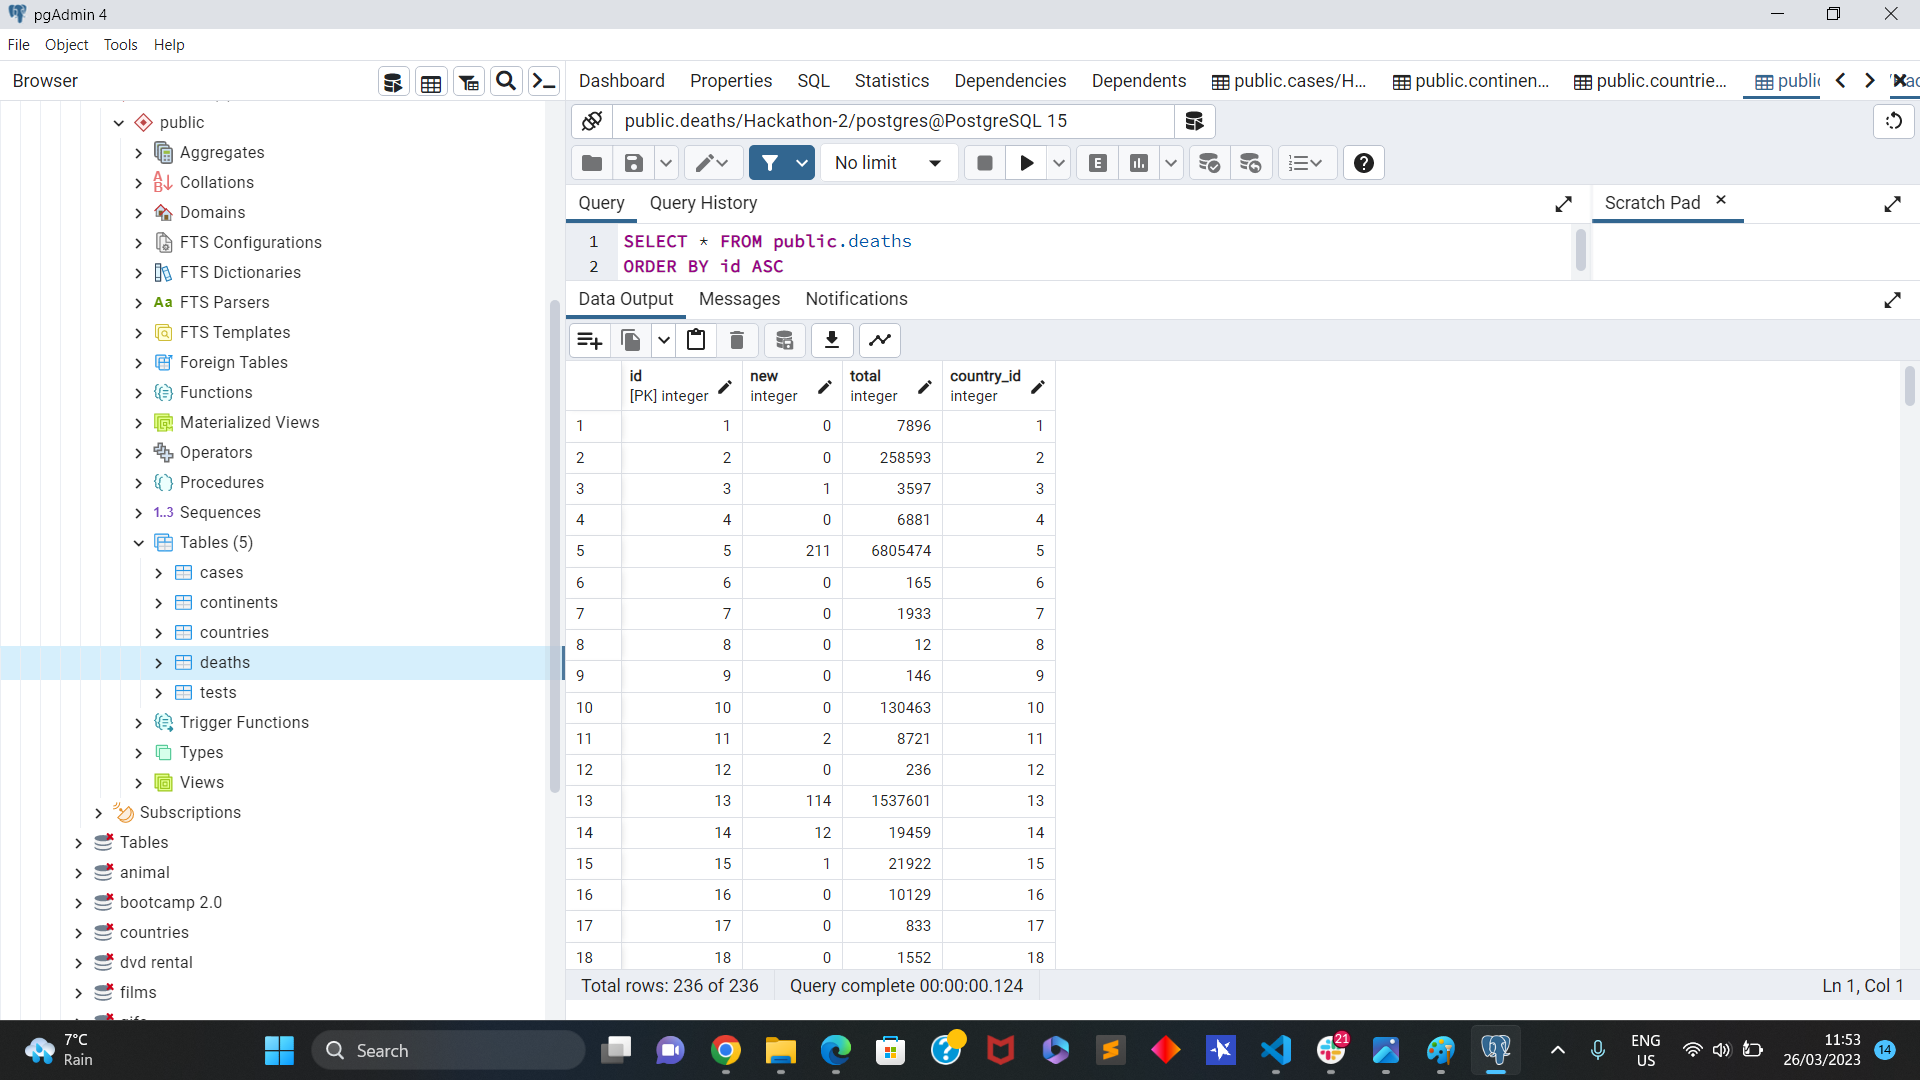 pgAdmin 4
File Object Tools Help
Browser
Dashboard Properties SQL Statistics Dependencies Dependents public.cases/H... public.continen... public.countrie... public
public.deaths/Hackathon-2/postgres@PostgreSQL 15
No limit
E
Query Query History
Scratch Pad
1 SELECT * FROM public.deaths
2 ORDER BY id ASC
Data Output Messages Notifications
id new total country_id
[PK] integer integer integer integer
1 1 0 7896 1
2 2 0 258593 2
3 3 1 3597 3
4 4 0 6881 4
5 5 211 6805474 5
6 6 0 165 6
7 7 0 1933 7
8 8 0 12 8
9 9 0 146 9
10 10 0 130463 10
11 11 2 8721 11
12 12 0 236 12
13 13 114 1537601 13
14 14 12 19459 14
15 15 1 21922 15
16 16 0 10129 16
17 17 0 833 17
18 18 0 1552 18
Total rows: 236 of 236 Query complete 00:00:00.124
Ln 1, Col 1
public
Aggregates
Collations
Domains
FTS Configurations
FTS Dictionaries
Aa FTS Parsers
FTS Templates
Foreign Tables
Functions
Materialized Views
Operators
Procedures
1..3 Sequences
Tables (5)
cases
continents
countries
deaths
tests
Trigger Functions
Types
Views
Subscriptions
Tables
animal
bootcamp 2.0
countries
dvd rental
films
7°C
Rain
Search
21
ENG
US
11:53
26/03/2023
14